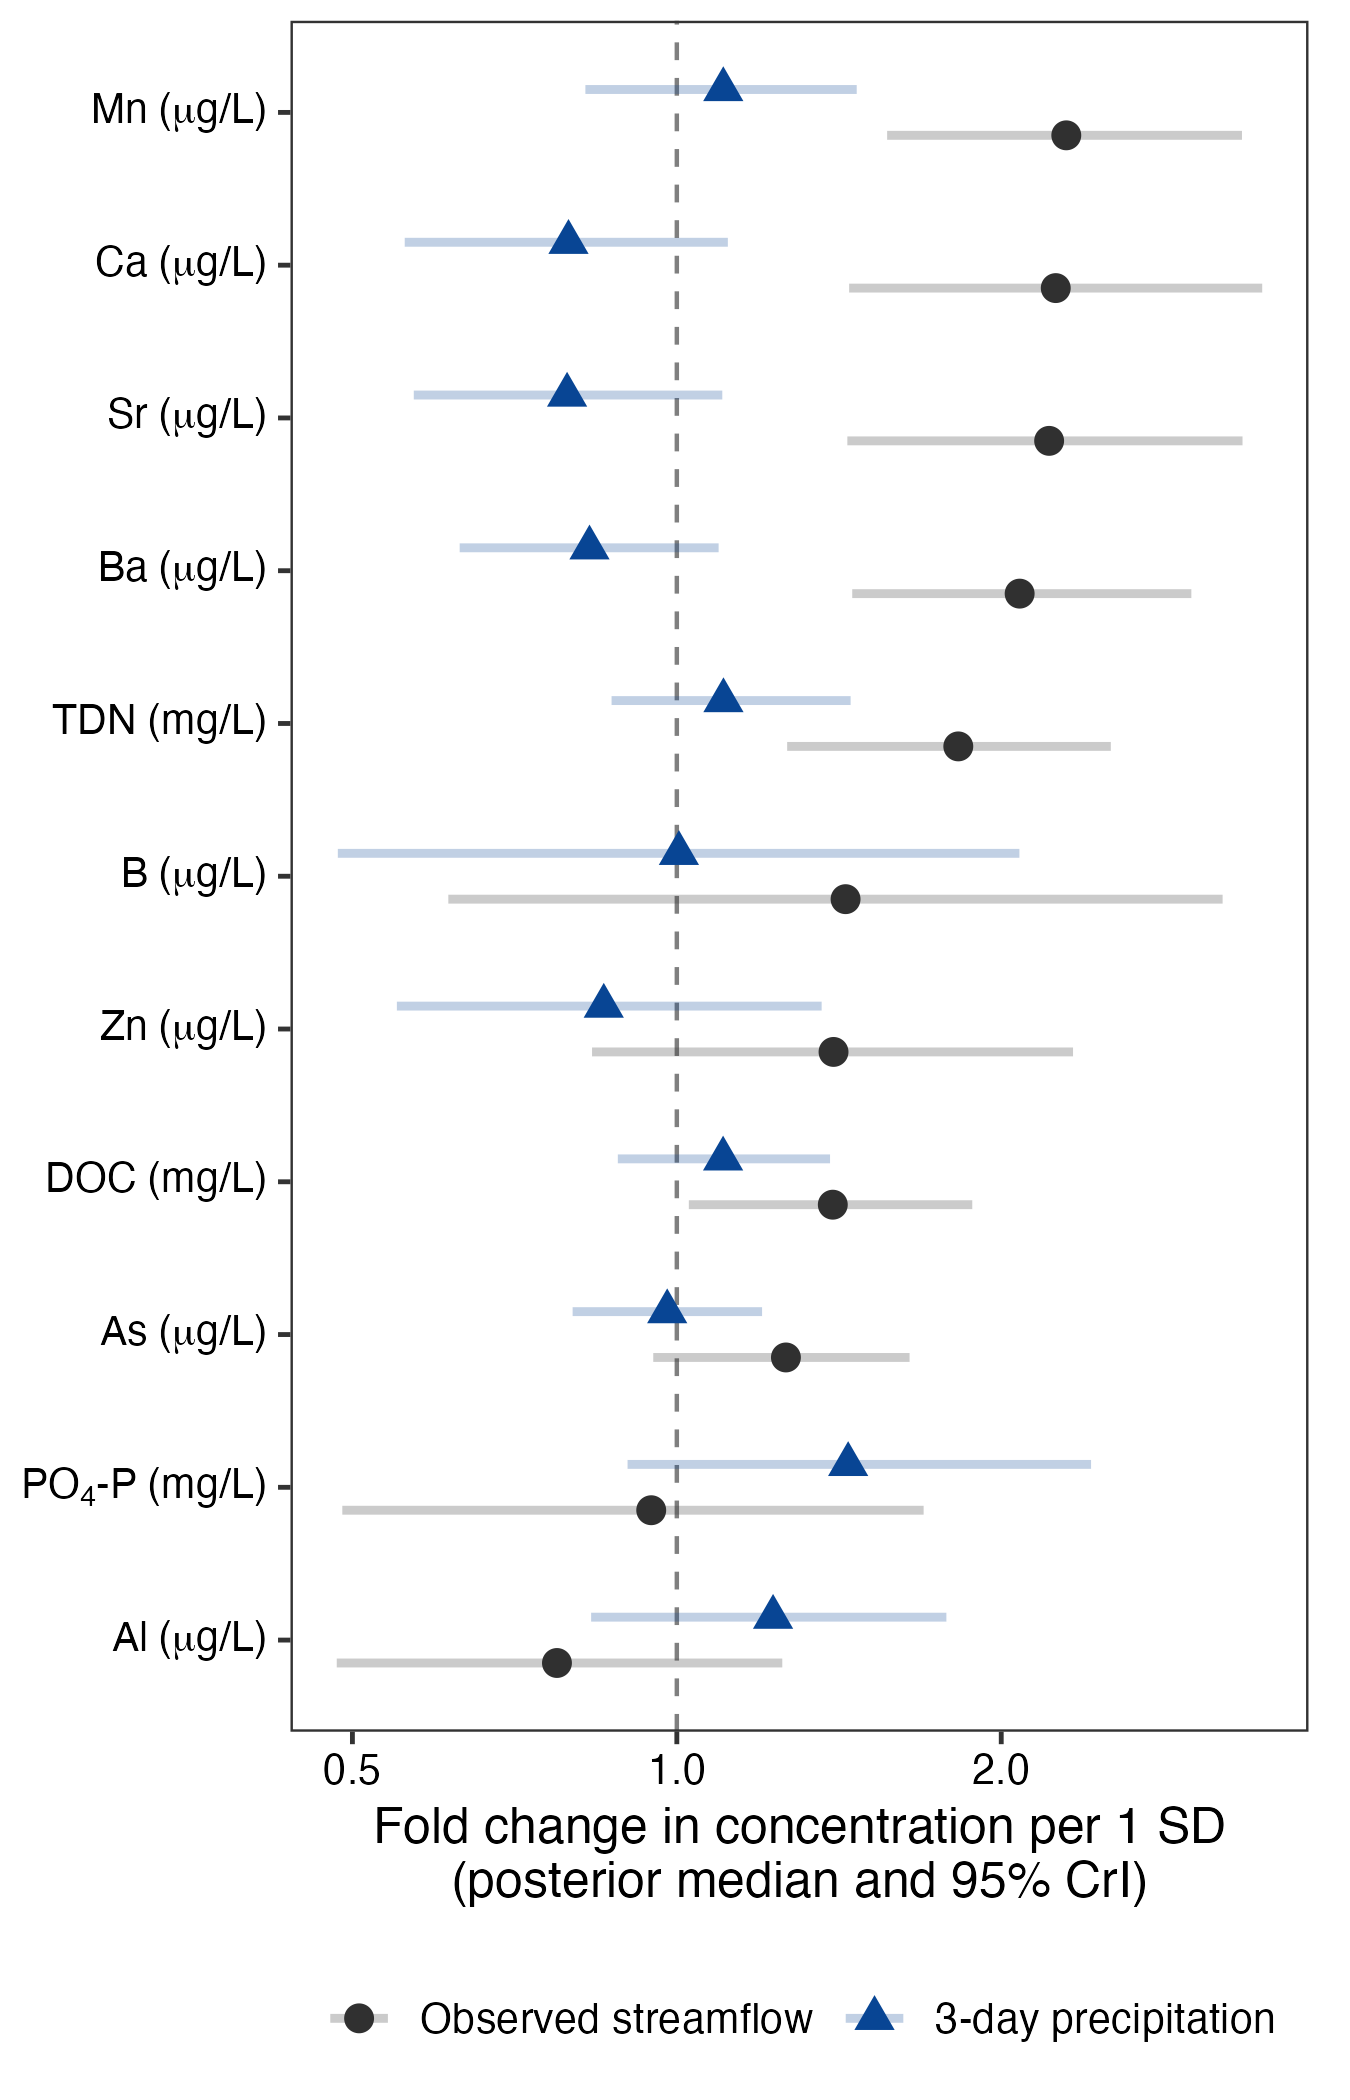 Mn (μg/L)
Ca (μg/L)
Sr (μg/L)
Ba (μg/L)
TDN (mg/L)
B (μg/L)
Zn (μg/L)
DOC (mg/L)
As (μg/L)
PO₄-P (mg/L)
Al (μg/L)
0.5 1.0 2.0
Fold change in concentration per 1 SD
(posterior median and 95% CrI)
Observed streamflow 3-day precipitation